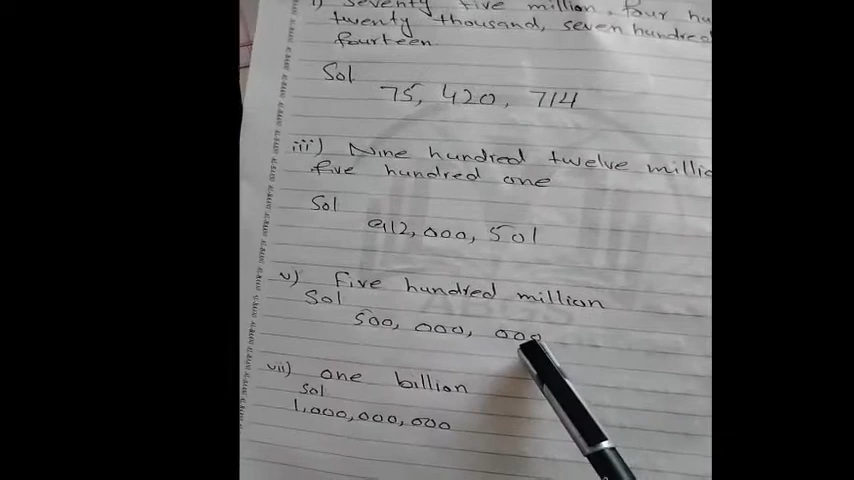 i) Seventy five million, four hu
twenty thousand, seven hundred
fourteen
Sol
75, 420, 714
iii) Nine hundred twelve millio
five hundred one
Sol
912,000, 501
v) five hundred million
Sol
500, 000, 000
vii) one billion
Sol
1,000,000,000